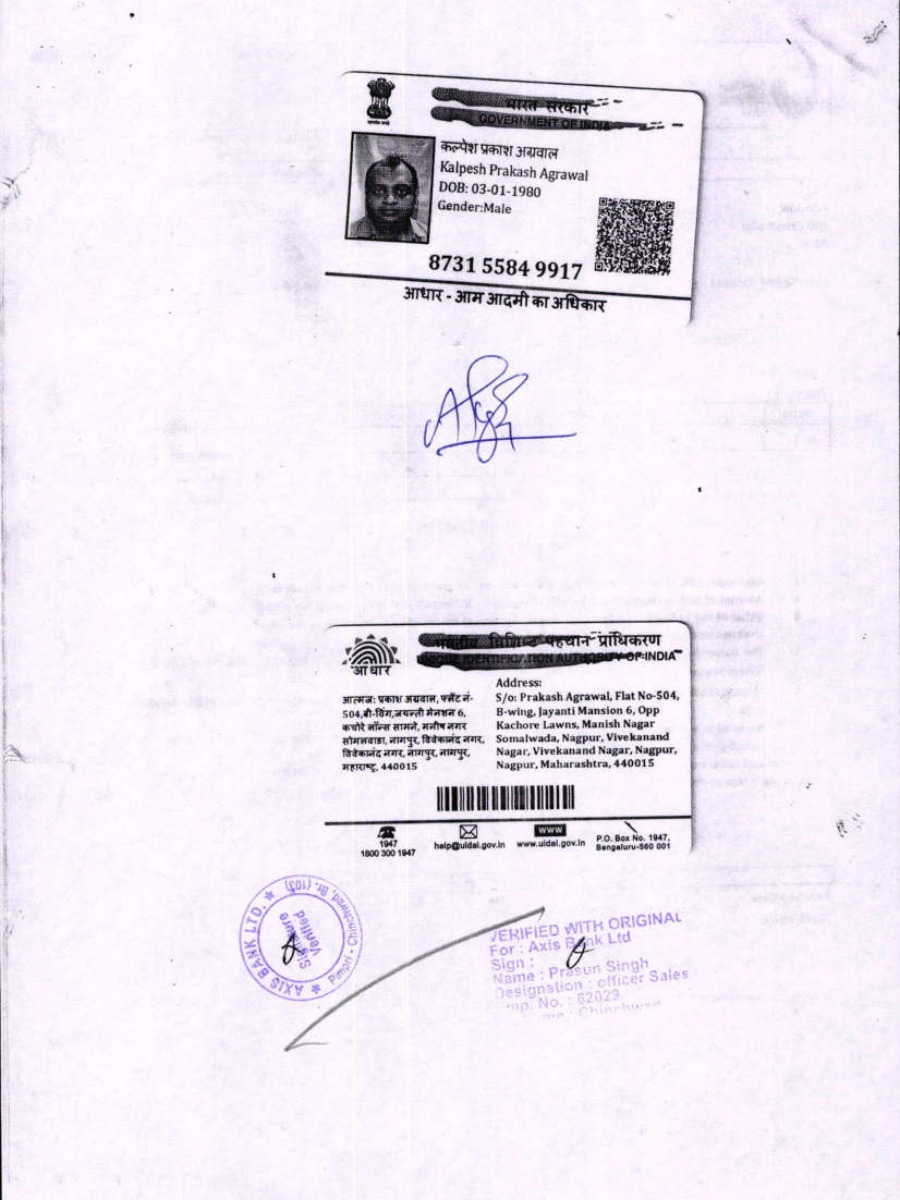 भारत सरकार
GOVERNMENT OF INDIA
कल्पेश प्रकाश अग्रवाल
Kalpesh Prakash Agrawal
DOB: 03-01-1980
Gender:Male
8731 5584 9917
आधार - आम आदमी का अधिकार
विशिष्ट पहचान प्राधिकरण
UNIQUE IDENTIFICATION AUTHORITY OF INDIA
आधार
आत्मज: प्रकाश अग्रवाल, फ्लॅट नं-
504,बी-विंग,जयन्ती मेनशन 6,
कचोरे लॉन्स सामने, मनीष नगर
सोमलवाडा, नागपुर, विवेकानंद नगर,
विवेकानंद नगर, नागपुर, नागपुर,
महाराष्ट्र, 440015
Address:
S/o: Prakash Agrawal, Flat No-504,
B-wing, Jayanti Mansion 6, Opp
Kachore Lawns, Manish Nagar
Somalwada, Nagpur, Vivekanand
Nagar, Vivekanand Nagar, Nagpur,
Nagpur, Maharashtra, 440015
1947
1800 300 1947
help@uidai.gov.in
www
www.uidai.gov.in
P.O. Box No. 1947,
Bengaluru-560 001
AXIS BANK LTD. ★ Pimpri - Chinchwad, Br. (103) ★
Signature
Verified
VERIFIED WITH ORIGINAL
For : Axis Bank Ltd
Sign :
Name : Prasun Singh
Designation : officer Sales
Emp. No. : 62029
Chinchwad